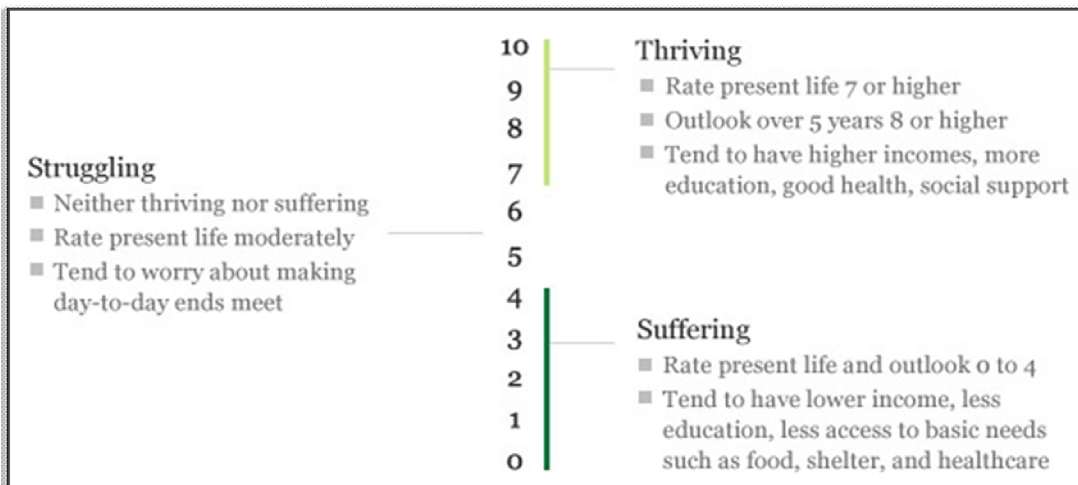 Struggling
Neither thriving nor suffering
Rate present life moderately
Tend to worry about making
day-to-day ends meet
10
9
8
7
6
5
4
3
2
1
0
Thriving
Rate present life 7 or higher
Outlook over 5 years 8 or higher
Tend to have higher incomes, more
education, good health, social support
Suffering
Rate present life and outlook 0 to 4
Tend to have lower income, less
education, less access to basic needs
such as food, shelter, and healthcare